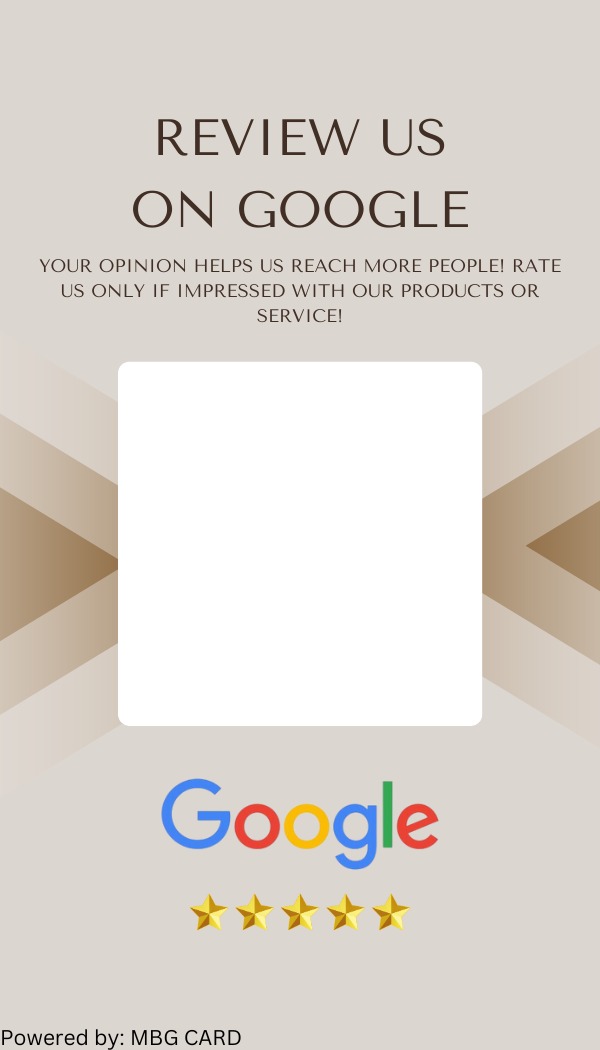 REVIEW US
ON GOOGLE
YOUR OPINION HELPS US REACH MORE PEOPLE! RATE
US ONLY IF IMPRESSED WITH OUR PRODUCTS OR
SERVICE!
Google
Powered by: MBG CARD